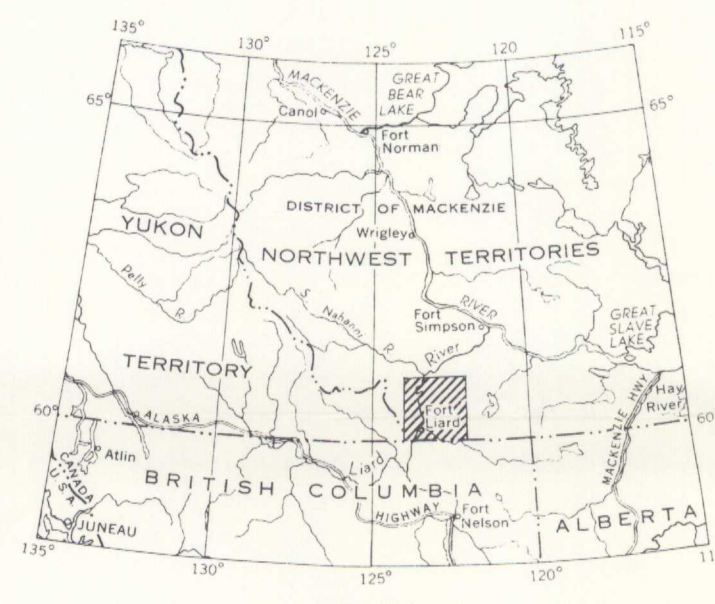 135°
130°
125°
120
115°
65°
MACKENZIE
GREAT
BEAR
LAKE
65°
Canol
Fort
Norman
DISTRICT OF MACKENZIE
YUKON
Wrigley
NORTHWEST TERRITORIES
Pelly
R
S Nahanni R
RIVER
Fort
Simpson
GREAT
SLAVE
LAKE
River
TERRITORY
MACKENZIE HWY
Hay
River
60°
ALASKA
Fort
Liard
60
Atlin
Liard
CANADA
U.S.A.
BRITISH COLUMBIA
HIGHWAY
Fort
Nelson
ALBERTA
JUNEAU
135°
130°
125°
120°
11